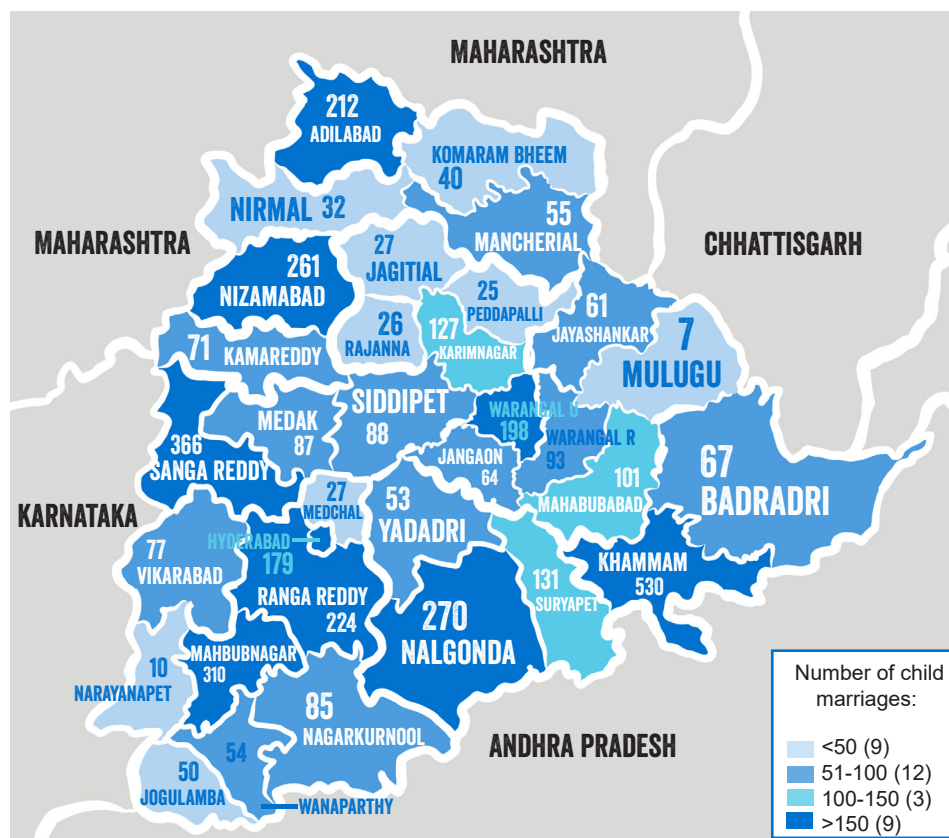 MAHARASHTRA
212
ADILABAD
KOMARAM BHEEM
40
NIRMAL 32
55
MANCHERIAL
MAHARASHTRA
CHHATTISGARH
27
JAGITIAL
261
NIZAMABAD
25
PEDDAPALLI
61
JAYASHANKAR
26
RAJANNA
127
KARIMNAGAR
7
MULUGU
71
KAMAREDDY
SIDDIPET
88
WARANGAL U
198
MEDAK
87
WARANGAL R
93
366
SANGA REDDY
JANGAON
64
67
BADRADRI
101
MAHABUBABAD
27
MEDCHAL
53
YADADRI
KARNATAKA
HYDERABAD
179
77
VIKARABAD
KHAMMAM
530
131
SURYAPET
RANGA REDDY
224
270
NALGONDA
MAHBUBNAGAR
310
10
NARAYANAPET
85
NAGARKURNOOL
54
ANDHRA PRADESH
50
JOGULAMBA
WANAPARTHY
Number of child
marriages:
<50 (9)
51-100 (12)
100-150 (3)
>150 (9)